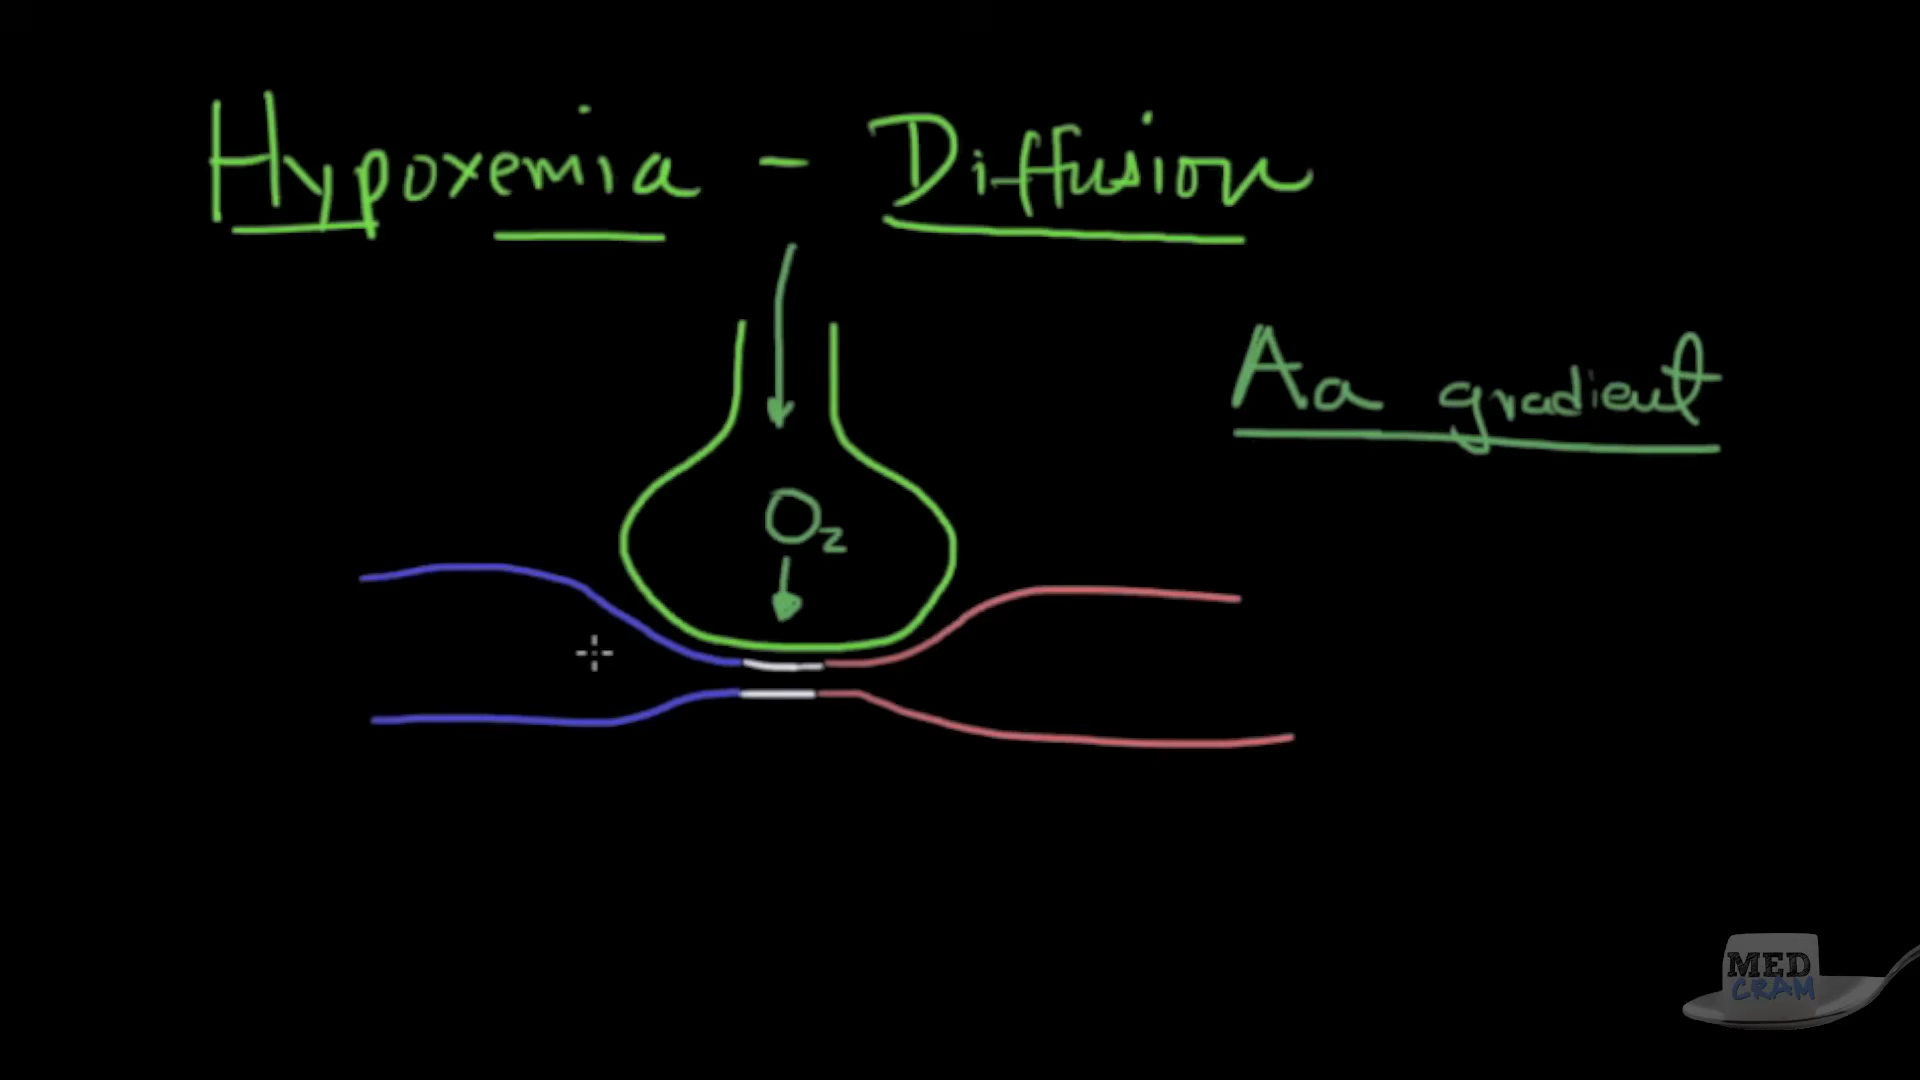 Hypoxemia - Diffusion
Aa gradient
O₂
MED
CRAM